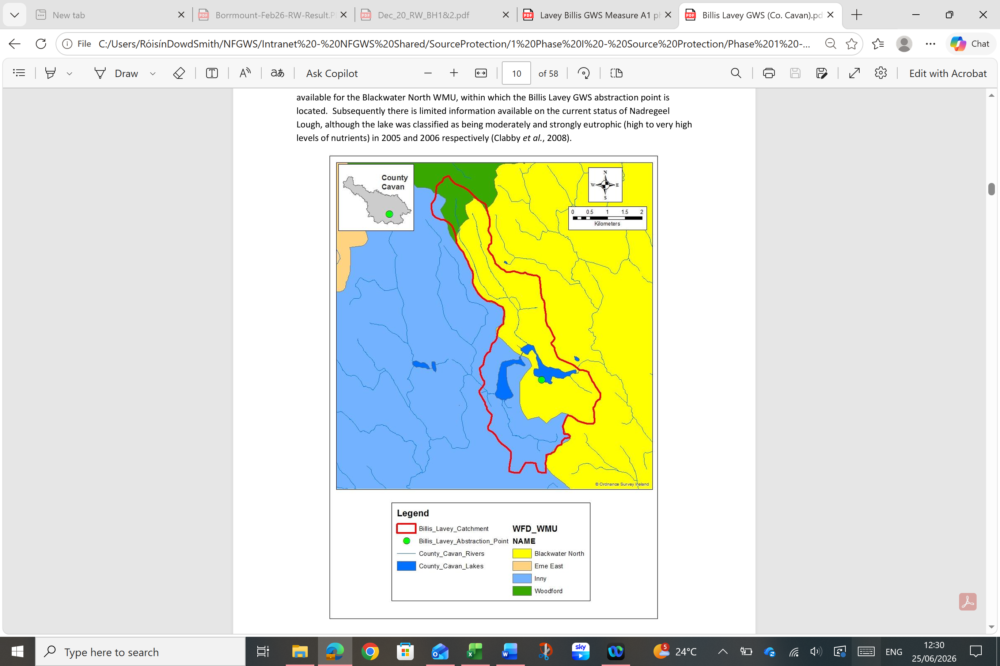 New tab
Borrmount-Feb26-RW-Result.P
Dec_20_RW_BH1&2.pdf
Lavey Billis GWS Measure A1 ph
Billis Lavey GWS (Co. Cavan).pd
File
C:/Users/RóisínDowdSmith/NFGWS/Intranet%20-%20NFGWS%20Shared/SourceProtection/1%20Phase%20I%20-%20Source%20Protection/Phase%201%20-...
Chat
Draw
T
A
aあ
Ask Copilot
10
of 58
Edit with Acrobat
available for the Blackwater North WMU, within which the Billis Lavey GWS abstraction point is
located.  Subsequently there is limited information available on the current status of Nadregeel
Lough, although the lake was classified as being moderately and strongly eutrophic (high to very high
levels of nutrients) in 2005 and 2006 respectively (Clabby et al., 2008).
County
Cavan
N
W E
S
0 0.5 1 1.5 2
Kilometers
© Ordnance Survey Ireland
Legend
Billis_Lavey_Catchment
Billis_Lavey_Abstraction_Point
County_Cavan_Rivers
County_Cavan_Lakes
WFD_WMU
NAME
Blackwater North
Erne East
Inny
Woodford
Type here to search
sky
5
24°C
ENG
12:30
25/06/2026